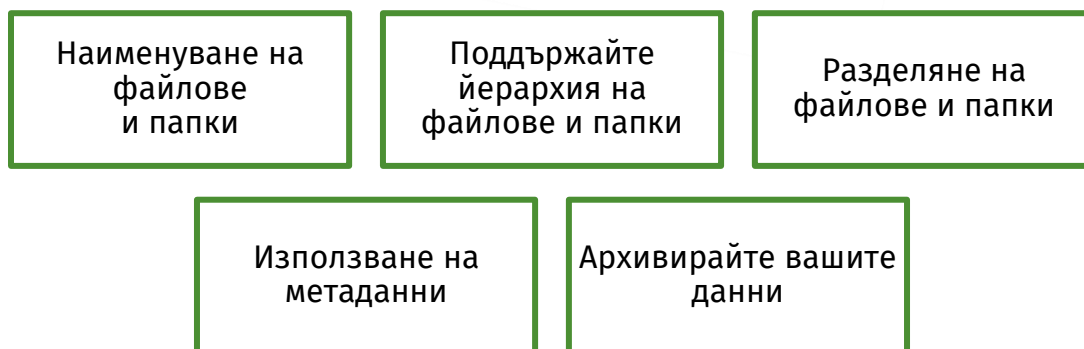 Наименуване на
файлове
и папки
Поддържайте
йерархия на
файлове и папки
Разделяне на
файлове и папки
Използване на
метаданни
Архивирайте вашите
данни